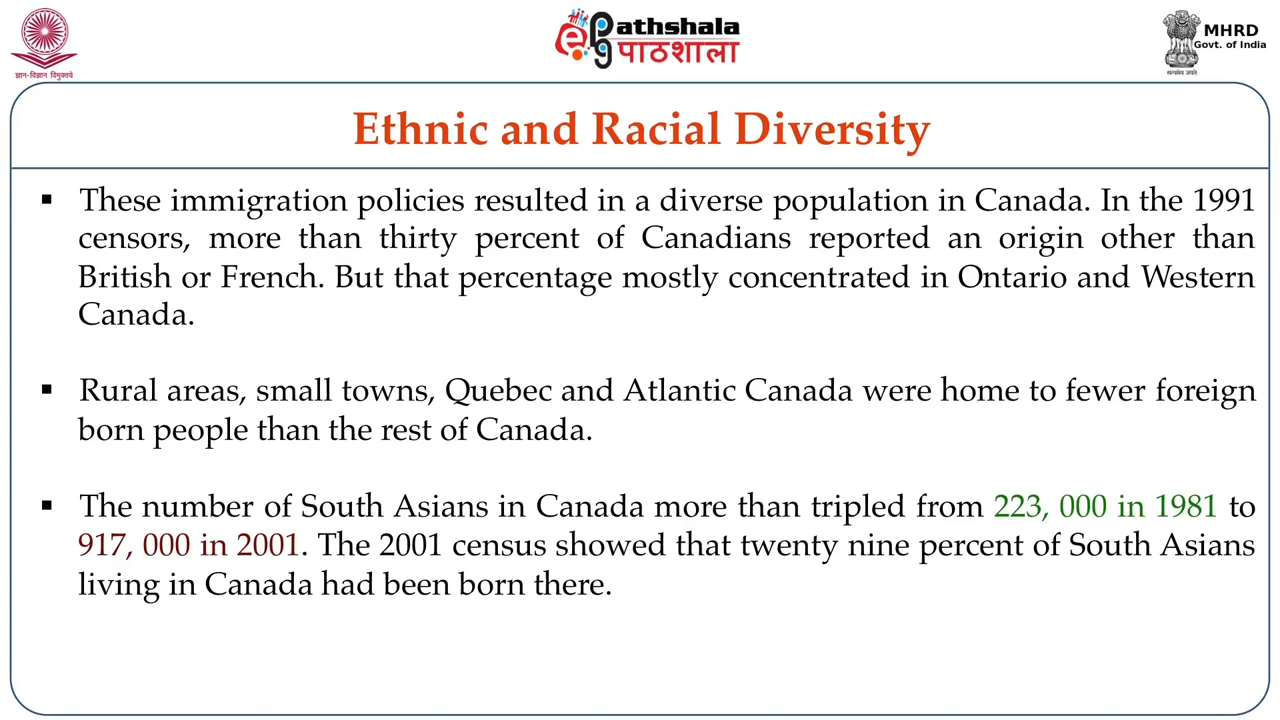 ज्ञान-विज्ञान विमुक्तये
ePathshala
पाठशाला
MHRD
Govt. of India
सत्यमेव जयते
Ethnic and Racial Diversity
▪ These immigration policies resulted in a diverse population in Canada. In the 1991
censors, more than thirty percent of Canadians reported an origin other than
British or French. But that percentage mostly concentrated in Ontario and Western
Canada.
▪ Rural areas, small towns, Quebec and Atlantic Canada were home to fewer foreign
born people than the rest of Canada.
▪ The number of South Asians in Canada more than tripled from 223, 000 in 1981 to
917, 000 in 2001. The 2001 census showed that twenty nine percent of South Asians
living in Canada had been born there.